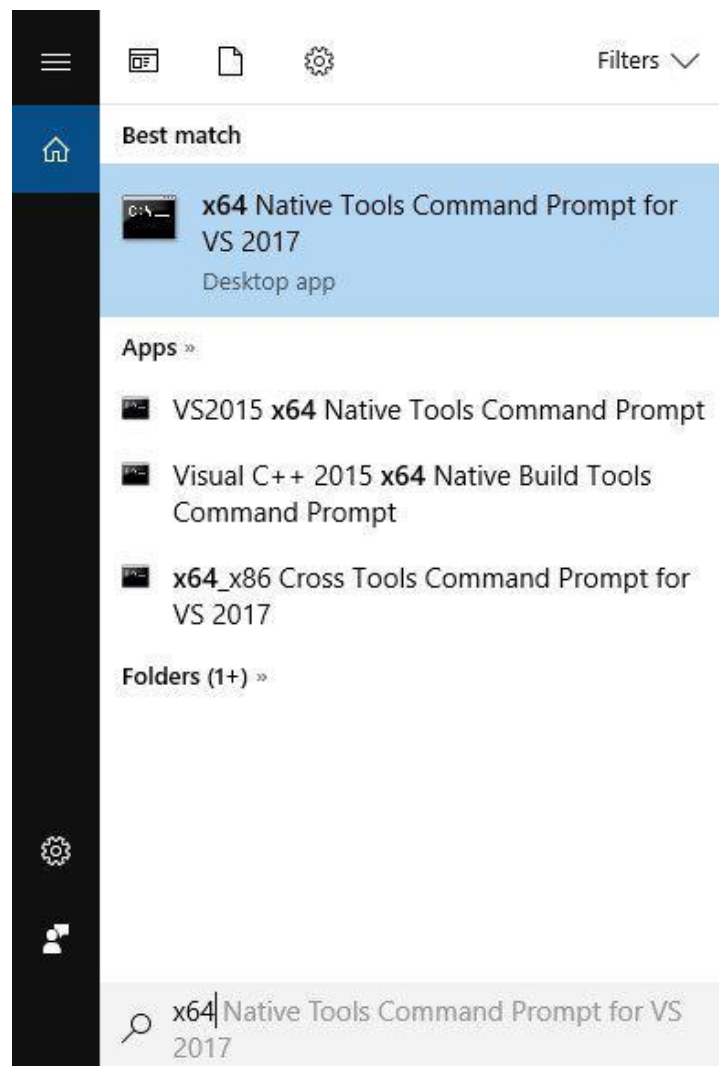 Filters
Best match
x64 Native Tools Command Prompt for
VS 2017
Desktop app
Apps »
VS2015 x64 Native Tools Command Prompt
Visual C++ 2015 x64 Native Build Tools
Command Prompt
x64_x86 Cross Tools Command Prompt for
VS 2017
Folders (1+) »
x64 Native Tools Command Prompt for VS
2017